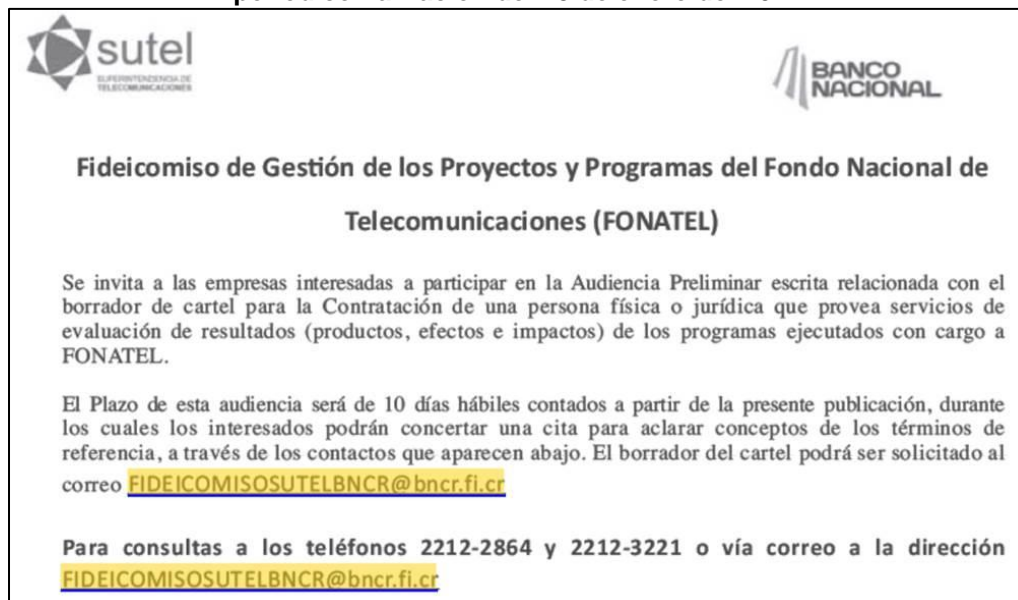 sutel
SUPERINTENDENCIA DE
TELECOMUNICACIONES
BANCO
NACIONAL
Fideicomiso de Gestión de los Proyectos y Programas del Fondo Nacional de
Telecomunicaciones (FONATEL)
Se invita a las empresas interesadas a participar en la Audiencia Preliminar escrita relacionada con el
borrador de cartel para la Contratación de una persona física o jurídica que provea servicios de
evaluación de resultados (productos, efectos e impactos) de los programas ejecutados con cargo a
FONATEL.
El Plazo de esta audiencia será de 10 días hábiles contados a partir de la presente publicación, durante
los cuales los interesados podrán concertar una cita para aclarar conceptos de los términos de
referencia, a través de los contactos que aparecen abajo. El borrador del cartel podrá ser solicitado al
correo FIDEICOMISOSUTELBNCR@bncr.fi.cr
Para consultas a los teléfonos 2212-2864 y 2212-3221 o vía correo a la dirección
FIDEICOMISOSUTELBNCR@bncr.fi.cr